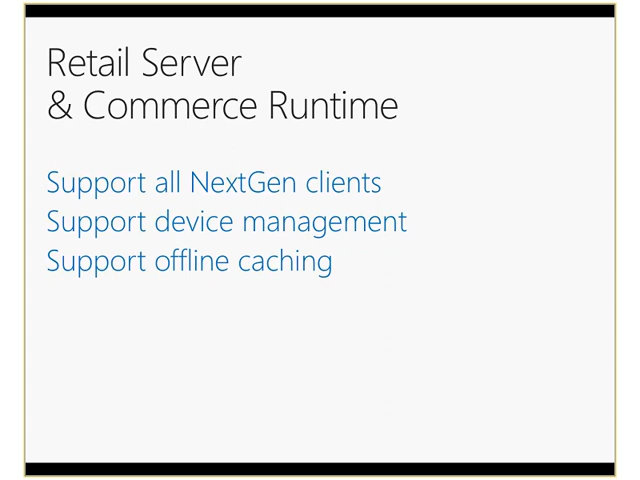 Retail Server
& Commerce Runtime
Support all NextGen clients
Support device management
Support offline caching